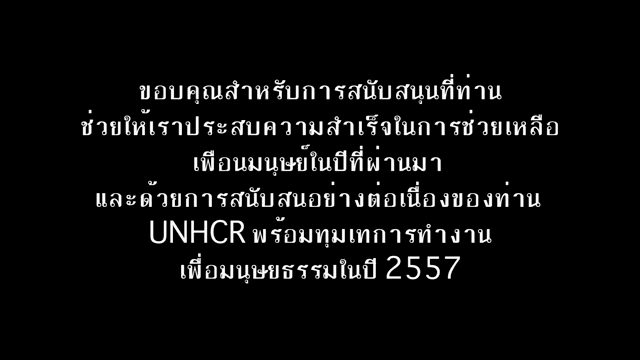 ขอบคุณสำหรับการสนับสนุนที่ท่าน
ช่วยให้เราประสบความสำเร็จในการช่วยเหลือ
เพือนมนุษย์ในปีที่ผ่านมา
และด้วยการสนับสนอย่างต่อเนื่องของท่าน
UNHCR พร้อมทุมเทการทำงาน
เพื่อมนุษยธรรมในปี 2557